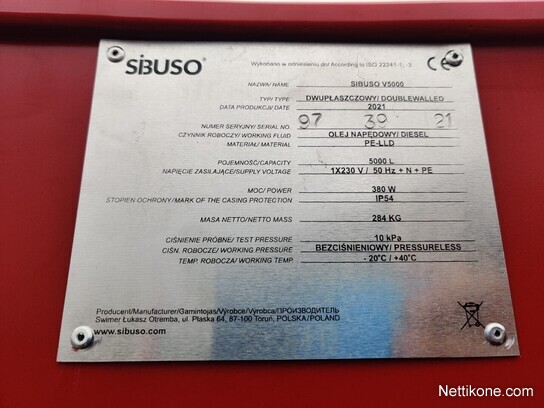 SIBUSO®
Wykonano w odniesieniu do/ According to ISO 22241-1, -3
CE
NAZWA/ NAME SIBUSO V5000
TYP/ TYPE DWUPŁASZCZOWY/ DOUBLEWALLED
DATA PRODUKCJI/ DATE 2021
NUMER SERYJNY/ SERIAL NO. 97 39 21
CZYNNIK ROBOCZY/ WORKING FLUID OLEJ NAPĘDOWY/ DIESEL
MATERIAŁ/ MATERIAL PE-LLD
POJEMNOŚĆ/CAPACITY 5000 L
NAPIĘCIE ZASILAJĄCE/SUPPLY VOLTAGE 1X230 V / 50 Hz + N + PE
MOC/ POWER 380 W
STOPIEN OCHRONY/MARK OF THE CASING PROTECTION IP54
MASA NETTO/NETTO MASS 284 KG
CIŚNIENIE PRÓBNE/ TEST PRESSURE 10 kPa
CIŚN. ROBOCZE/ WORKING PRESSURE BEZCIŚNIENIOWY/ PRESSURELESS
TEMP. ROBOCZA/ WORKING TEMP. - 20°C / +40°C
Producent/Manufacturer/Gamintojas/Výrobce/Výrobca/ПРОИЗВОДИТЕЛЬ
Swimer Łukasz Otremba, ul. Płaska 64, 87-100 Toruń, POLSKA/POLAND
www.sibuso.com
Nettikone.com